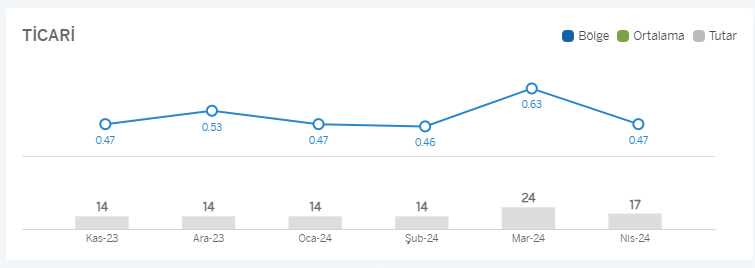 TİCARİ
Bölge Ortalama Tutar
0.47 0.53 0.47 0.46 0.63 0.47
14 14 14 14 24 17
Kas-23 Ara-23 Oca-24 Şub-24 Mar-24 Nis-24